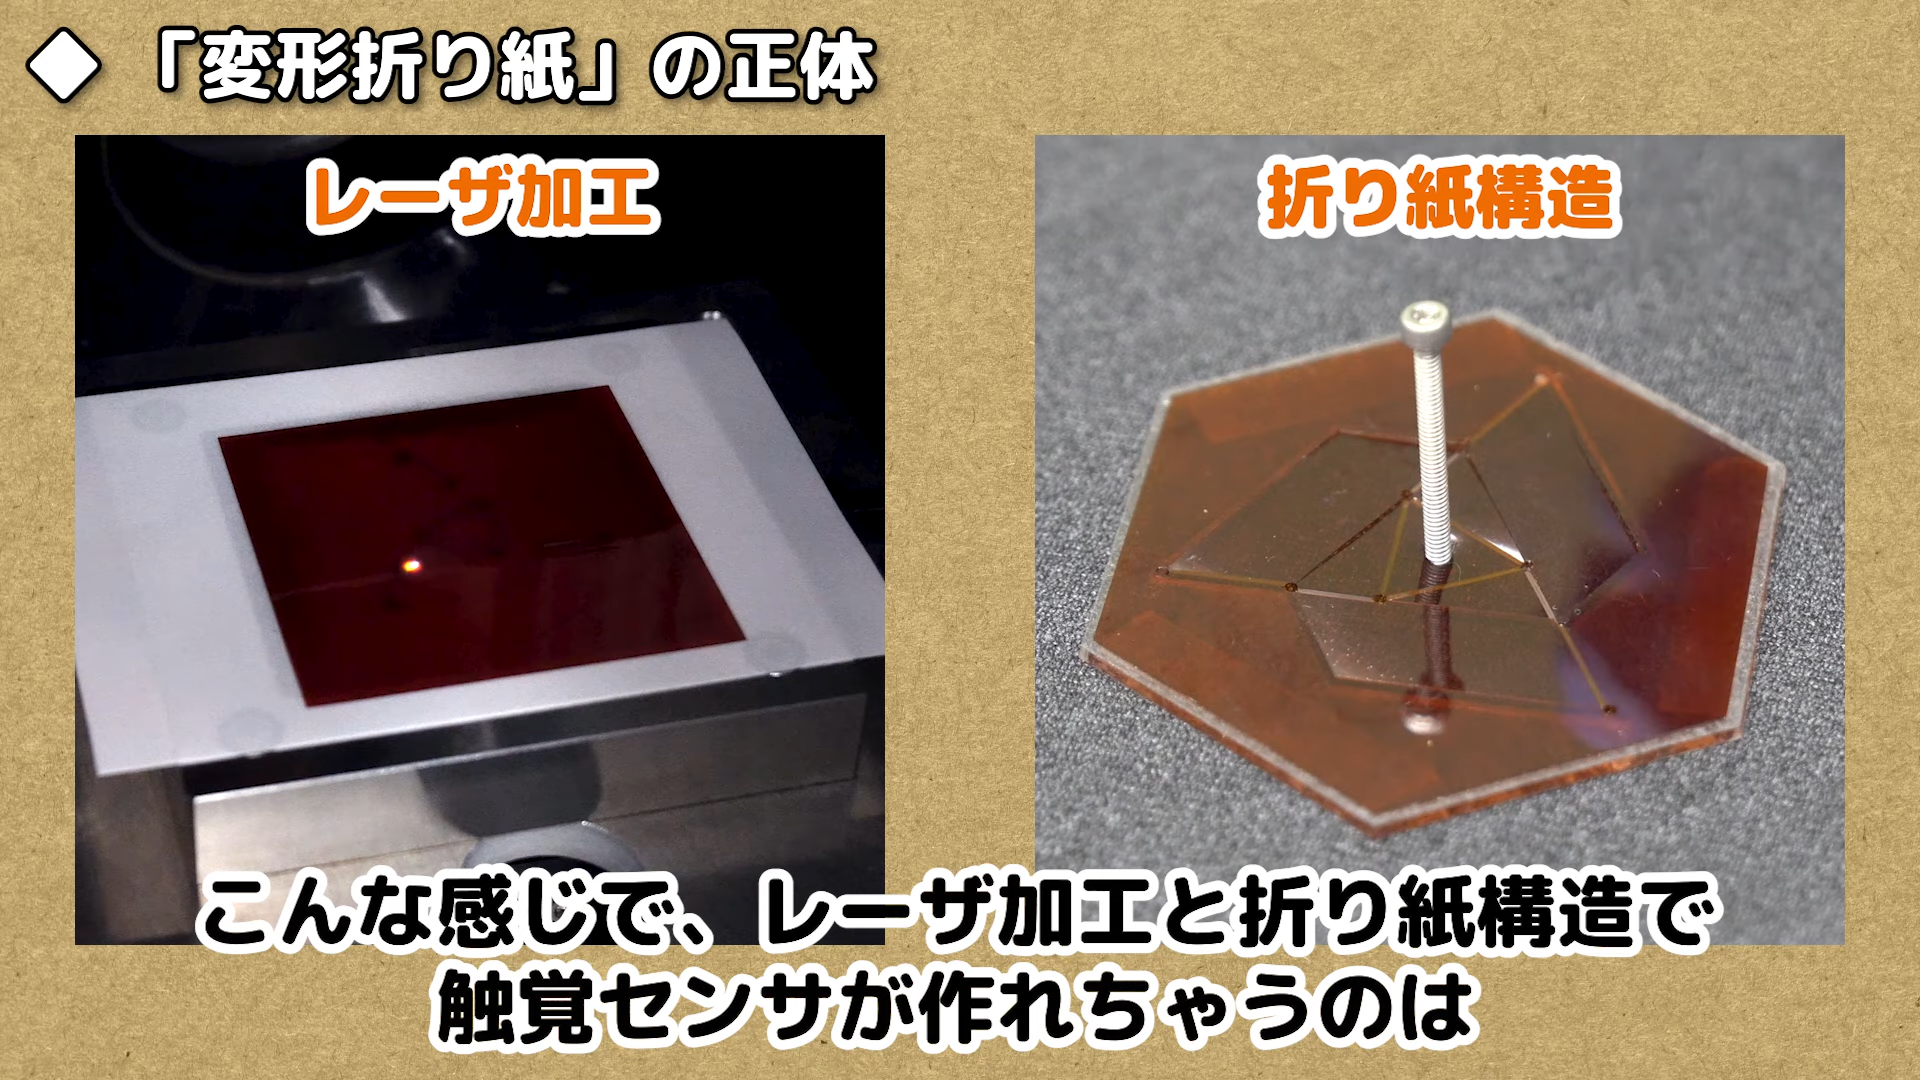 ◆ 「変形折り紙」の正体
レーザ加工
折り紙構造
こんな感じで、レーザ加工と折り紙構造で
触覚センサが作れちゃうのは